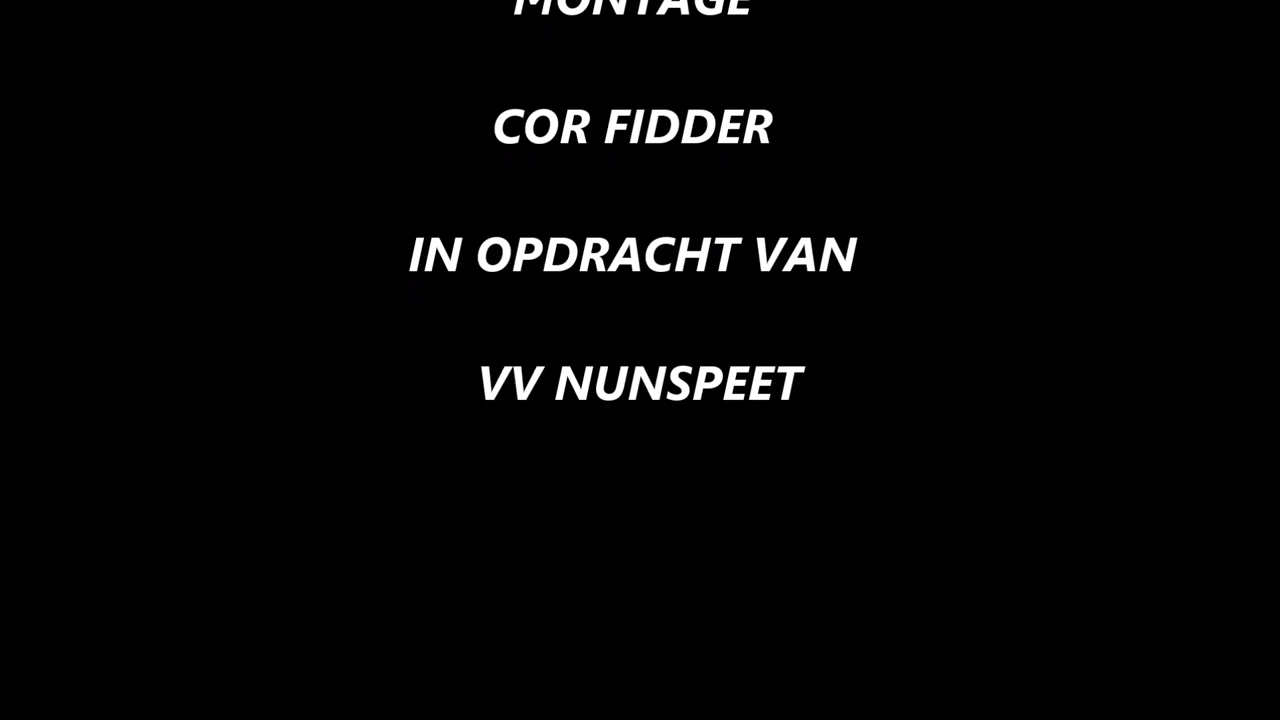 MONTAGE
COR FIDDER
IN OPDRACHT VAN
VV NUNSPEET